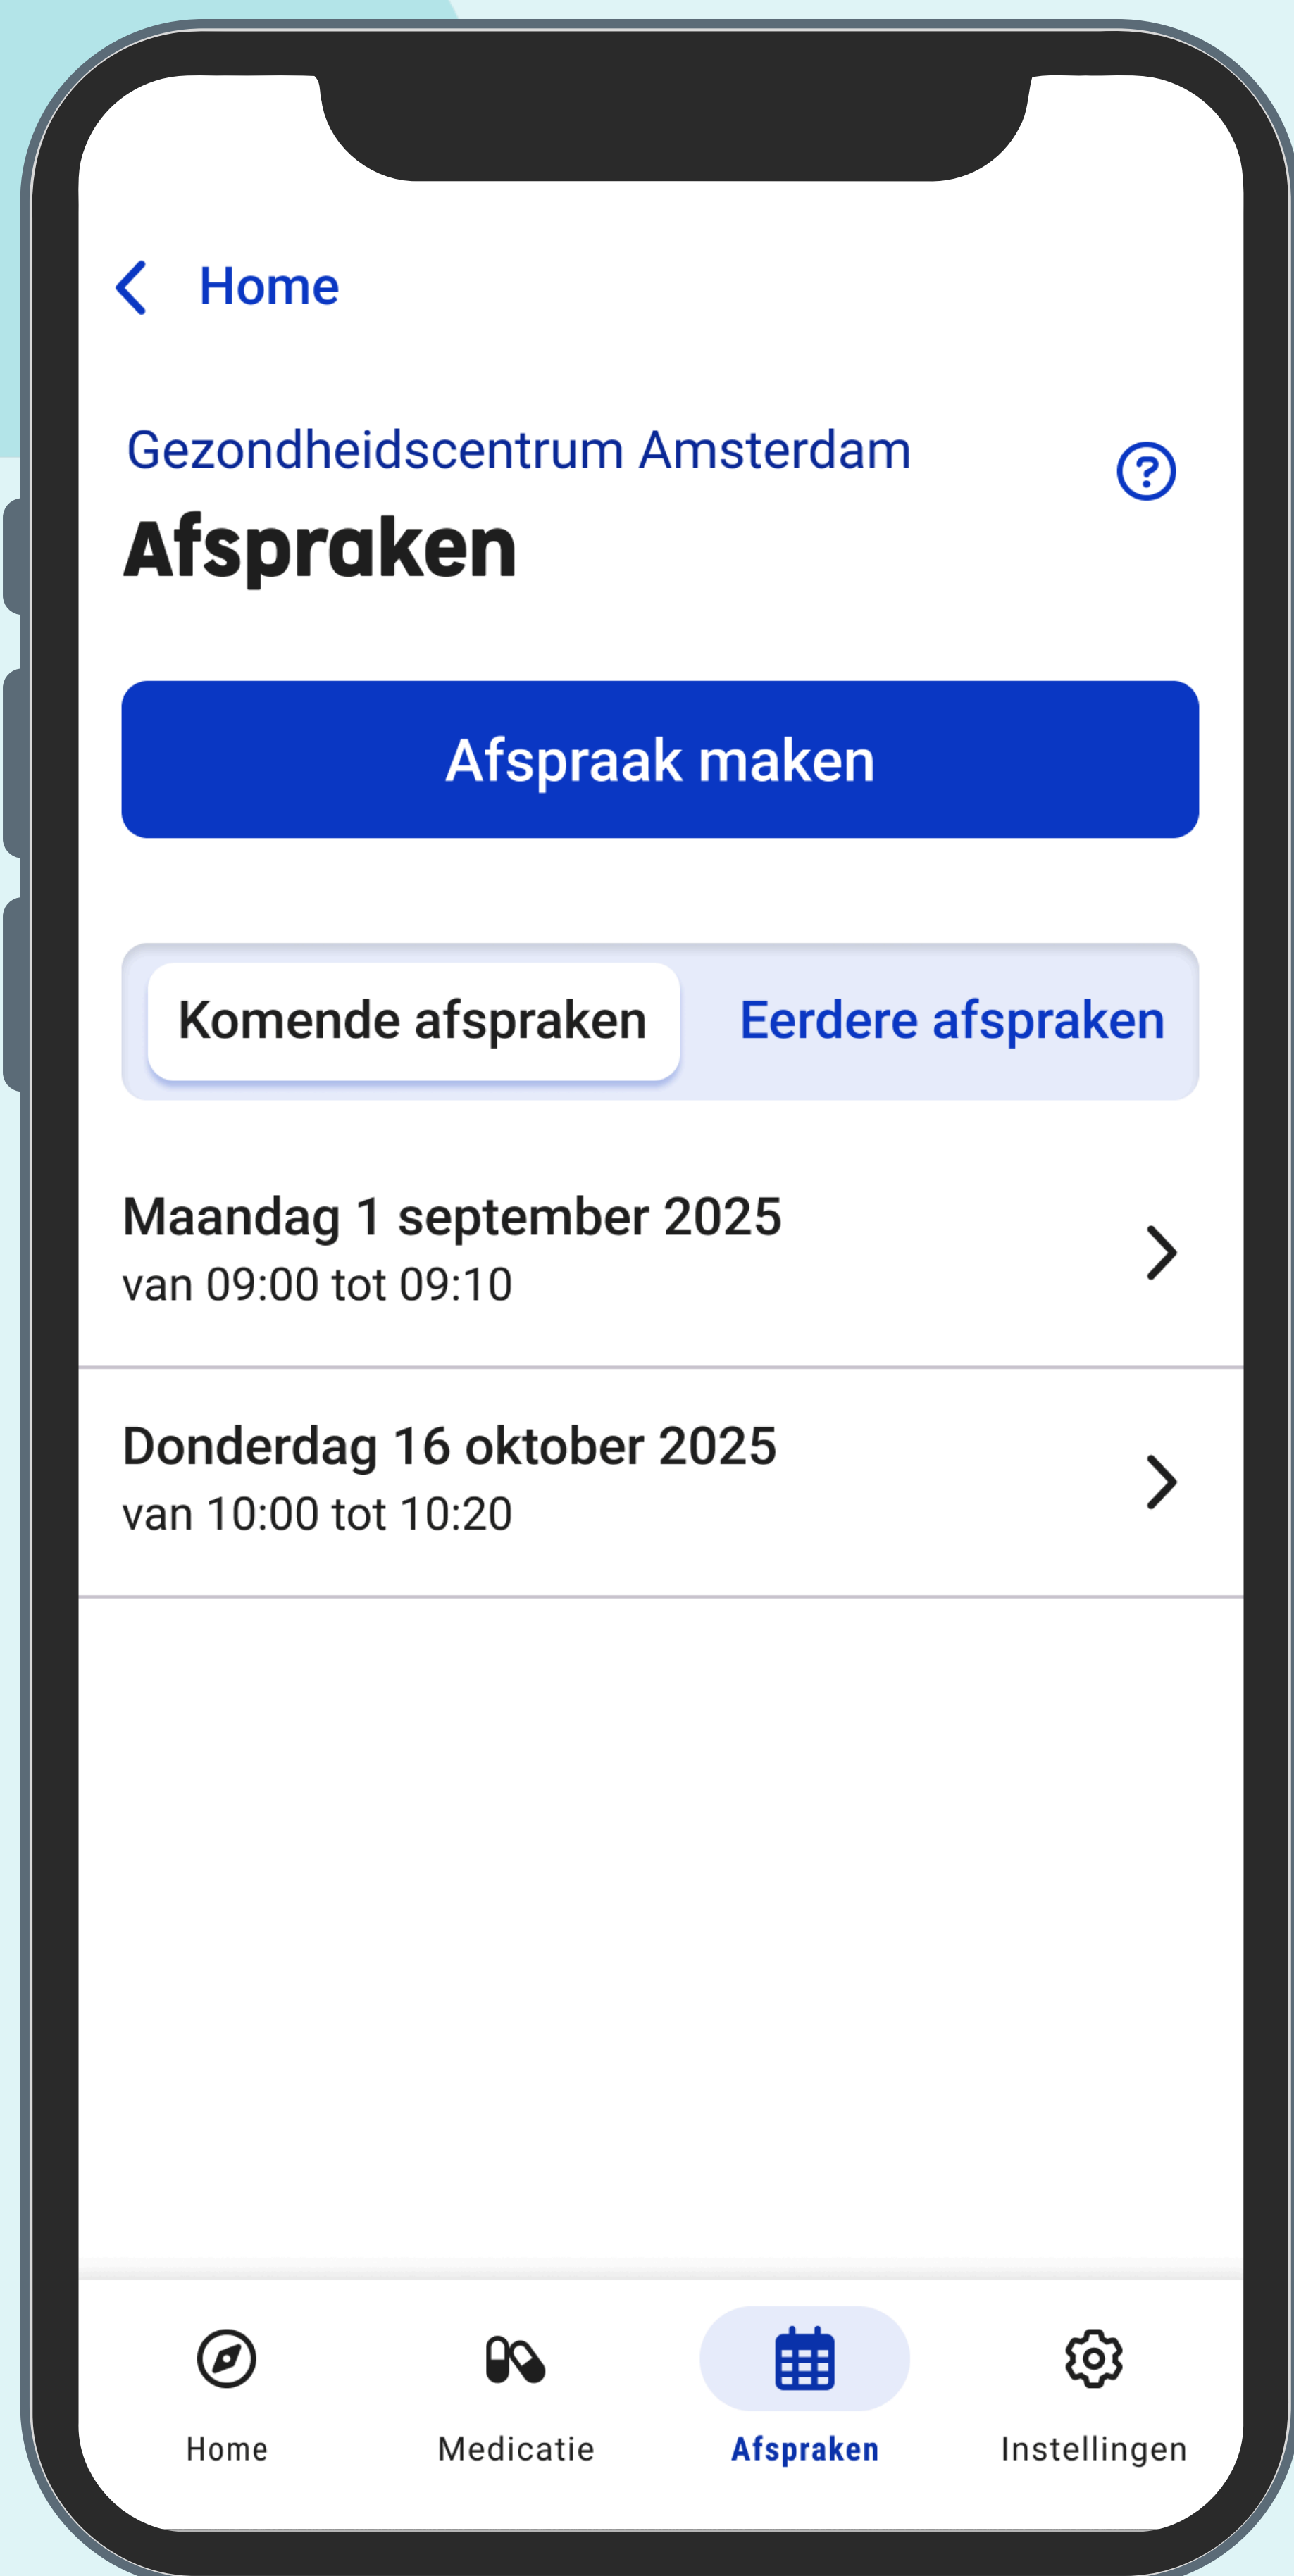 Home
Gezondheidscentrum Amsterdam
Afspraken
Afspraak maken
Komende afspraken Eerdere afspraken
Maandag 1 september 2025
van 09:00 tot 09:10
Donderdag 16 oktober 2025
van 10:00 tot 10:20
Home Medicatie Afspraken Instellingen